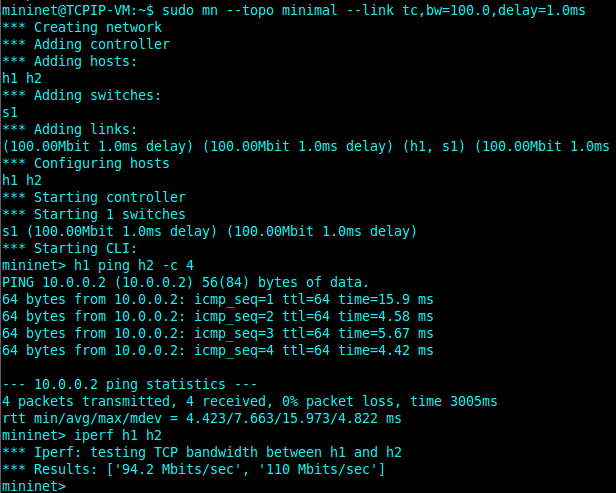 mininet@TCPIP-VM:~$ sudo mn --topo minimal --link tc,bw=100.0,delay=1.0ms
*** Creating network
*** Adding controller
*** Adding hosts:
h1 h2
*** Adding switches:
s1
*** Adding links:
(100.00Mbit 1.0ms delay) (100.00Mbit 1.0ms delay) (h1, s1) (100.00Mbit 1.0ms
*** Configuring hosts
h1 h2
*** Starting controller
*** Starting 1 switches
s1 (100.00Mbit 1.0ms delay) (100.00Mbit 1.0ms delay)
*** Starting CLI:
mininet> h1 ping h2 -c 4
PING 10.0.0.2 (10.0.0.2) 56(84) bytes of data.
64 bytes from 10.0.0.2: icmp_seq=1 ttl=64 time=15.9 ms
64 bytes from 10.0.0.2: icmp_seq=2 ttl=64 time=4.58 ms
64 bytes from 10.0.0.2: icmp_seq=3 ttl=64 time=5.67 ms
64 bytes from 10.0.0.2: icmp_seq=4 ttl=64 time=4.42 ms

--- 10.0.0.2 ping statistics ---
4 packets transmitted, 4 received, 0% packet loss, time 3005ms
rtt min/avg/max/mdev = 4.423/7.663/15.973/4.822 ms
mininet> iperf h1 h2
*** Iperf: testing TCP bandwidth between h1 and h2
*** Results: ['94.2 Mbits/sec', '110 Mbits/sec']
mininet>